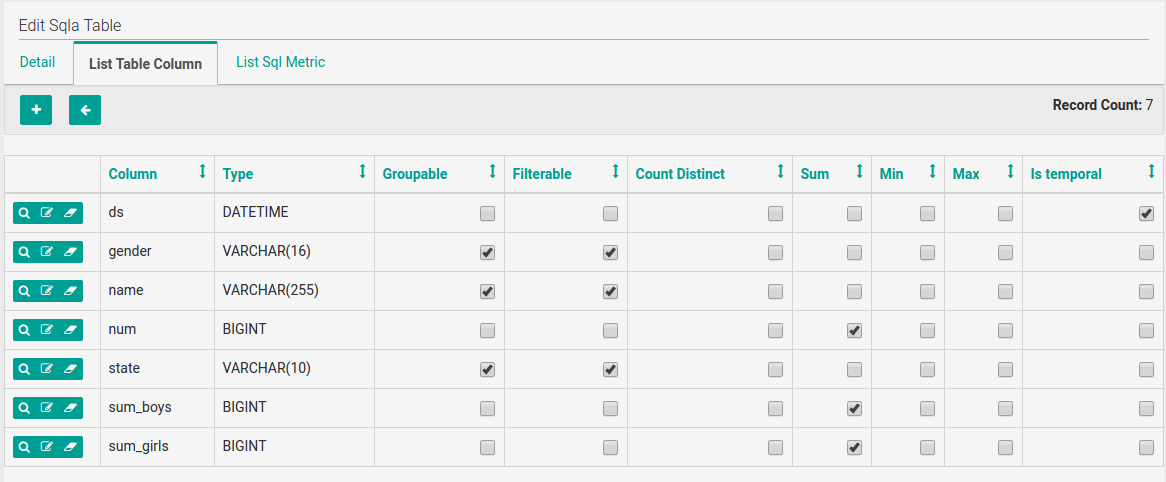 Edit Sqla Table
Detail List Table Column List Sql Metric
Record Count: 7
Column Type Groupable Filterable Count Distinct Sum Min Max Is temporal
ds DATETIME
gender VARCHAR(16)
name VARCHAR(255)
num BIGINT
state VARCHAR(10)
sum_boys BIGINT
sum_girls BIGINT